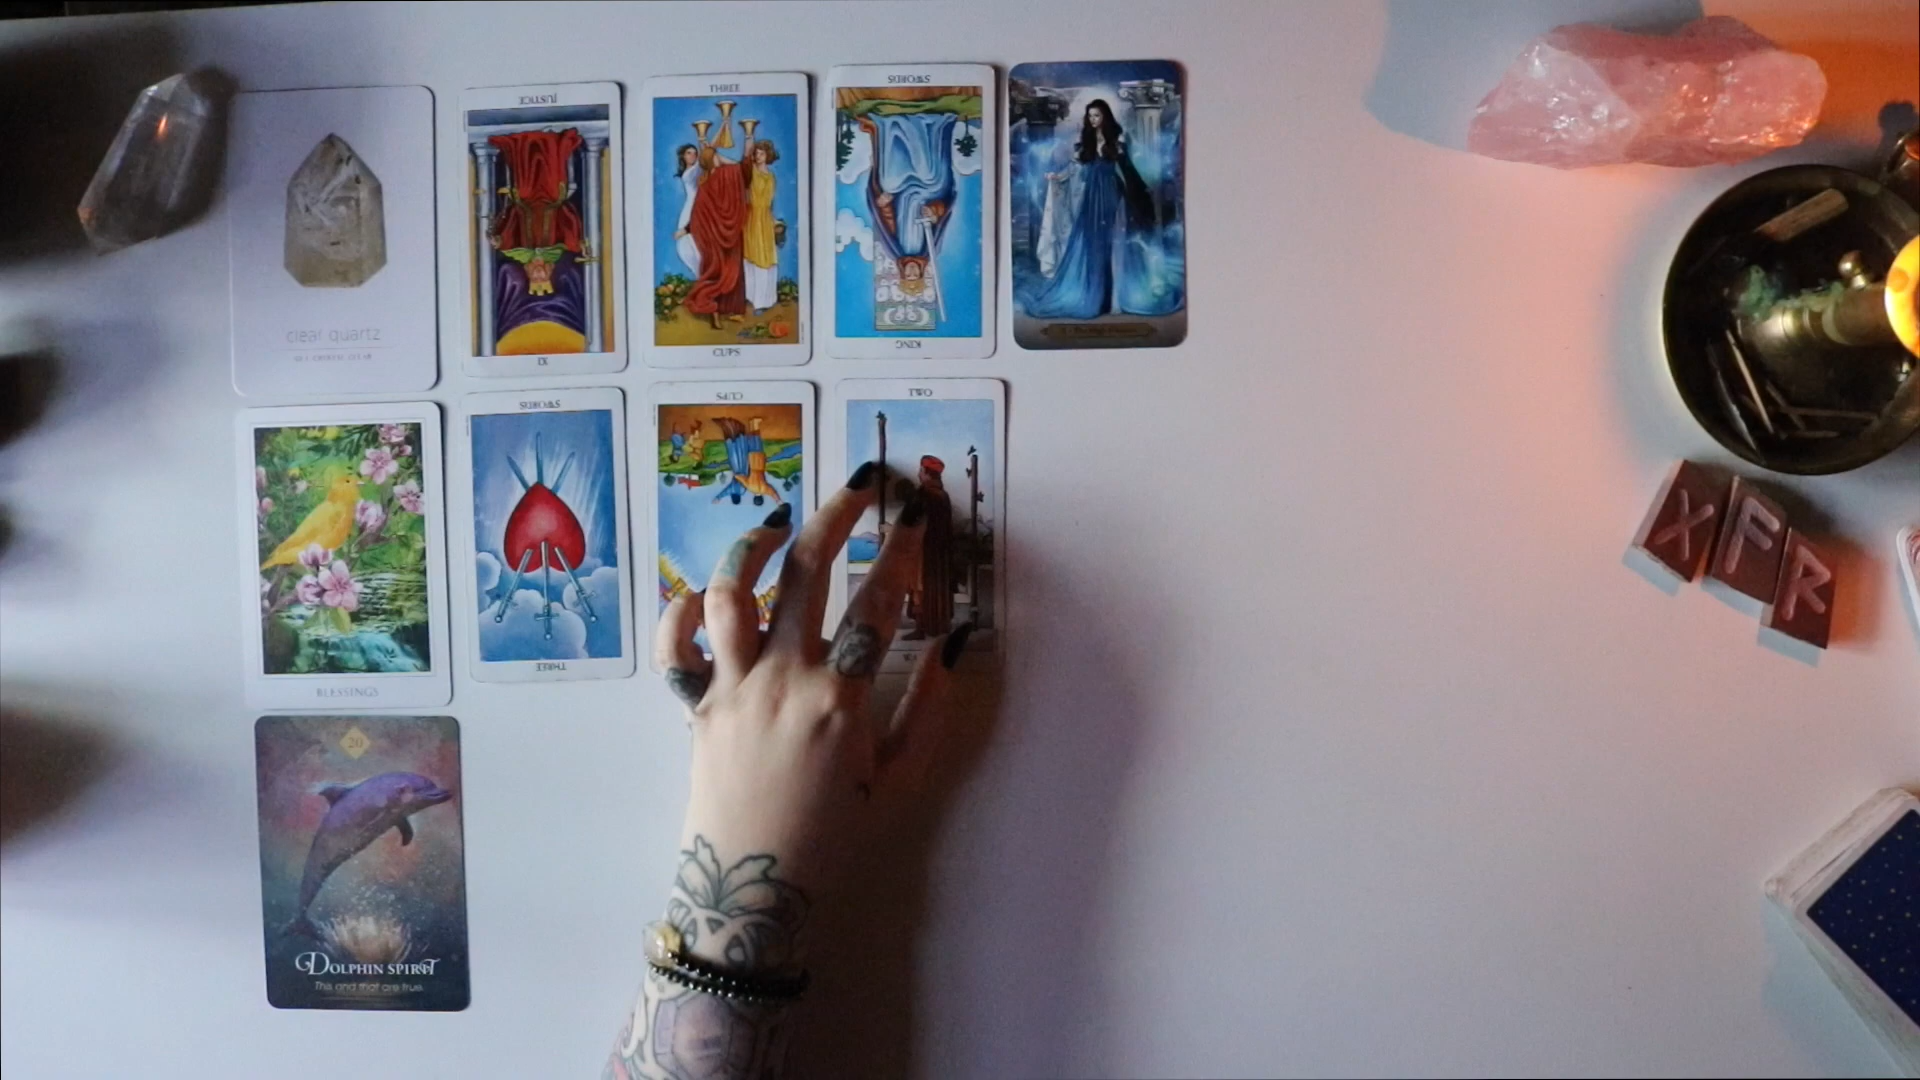 clear quartz
JUSTICE
XI
THREE
CUPS
SWORDS
KING
BLESSINGS
SWORDS
THREE
CUPS
TWO
20
DOLPHIN SPIRIT
This and that are true.
X F R